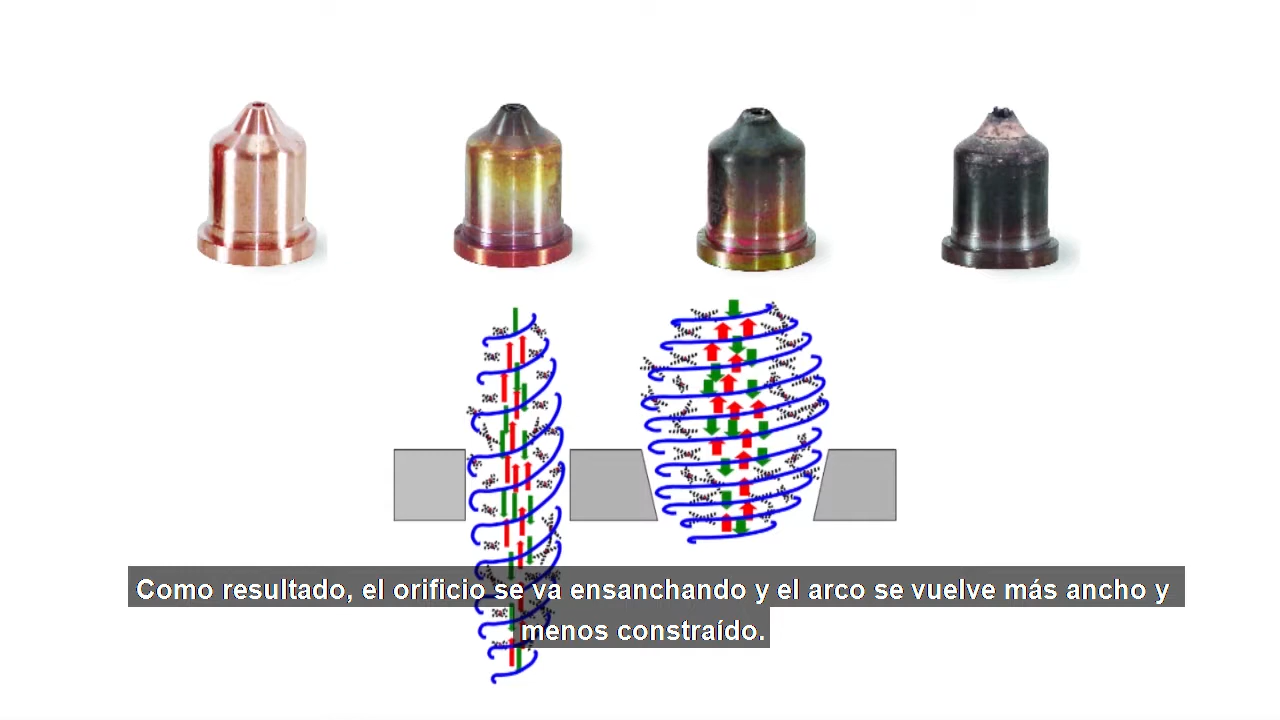 Como resultado, el orificio se va ensanchando y el arco se vuelve más ancho y
menos constraído.